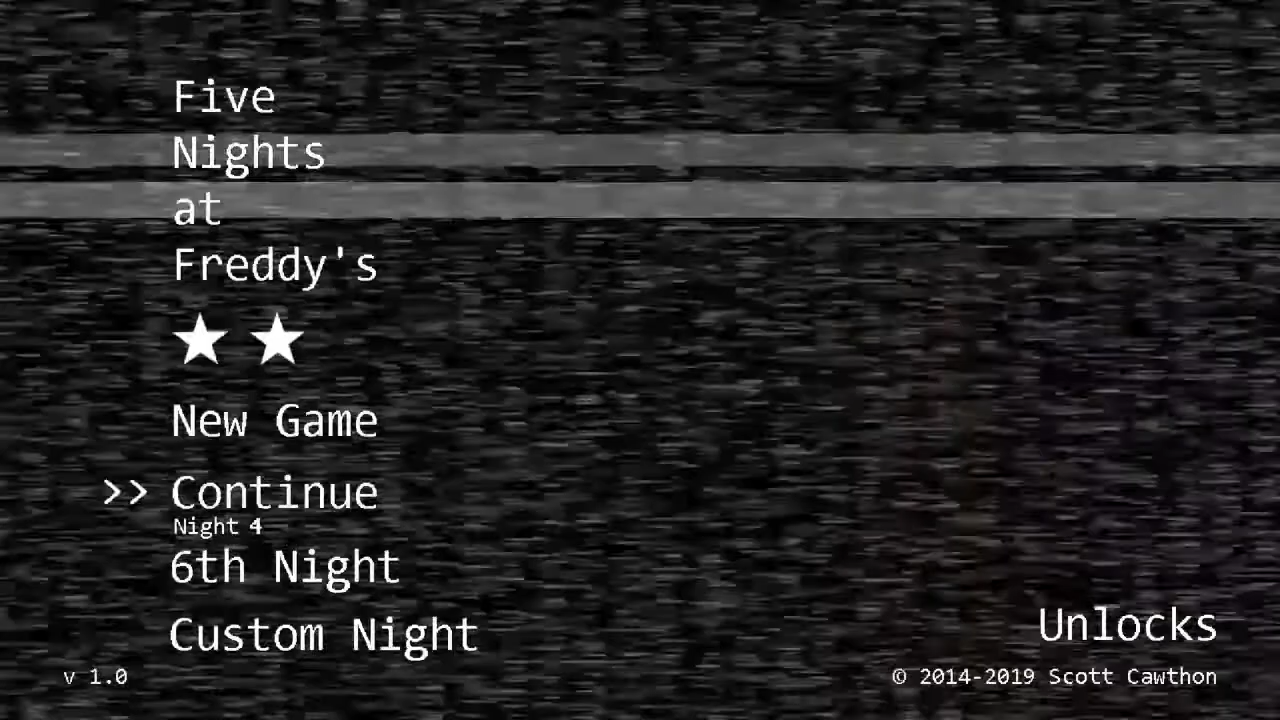 Five
Nights
at
Freddy's
New Game
>> Continue
Night 4
6th Night
Custom Night
Unlocks
v 1.0
© 2014-2019 Scott Cawthon